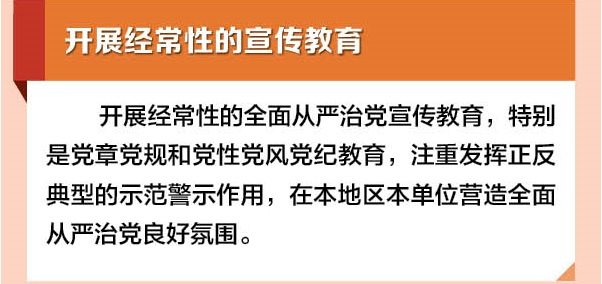 开展经常性的宣传教育
开展经常性的全面从严治党宣传教育，特别
是党章党规和党性党风党纪教育，注重发挥正反
典型的示范警示作用，在本地区本单位营造全面
从严治党良好氛围。